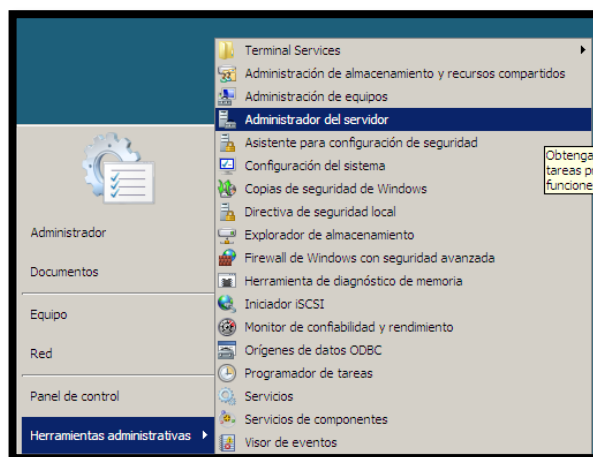 Terminal Services
Administración de almacenamiento y recursos compartidos
Administración de equipos
Administrador del servidor
Asistente para configuración de seguridad
Configuración del sistema
Copias de seguridad de Windows
Directiva de seguridad local
Explorador de almacenamiento
Firewall de Windows con seguridad avanzada
Herramienta de diagnóstico de memoria
Iniciador iSCSI
Monitor de confiabilidad y rendimiento
Orígenes de datos ODBC
Programador de tareas
Servicios
Servicios de componentes
Visor de eventos
Obtenga
tareas p
funcione
Administrador
Documentos
Equipo
Red
Panel de control
Herramientas administrativas